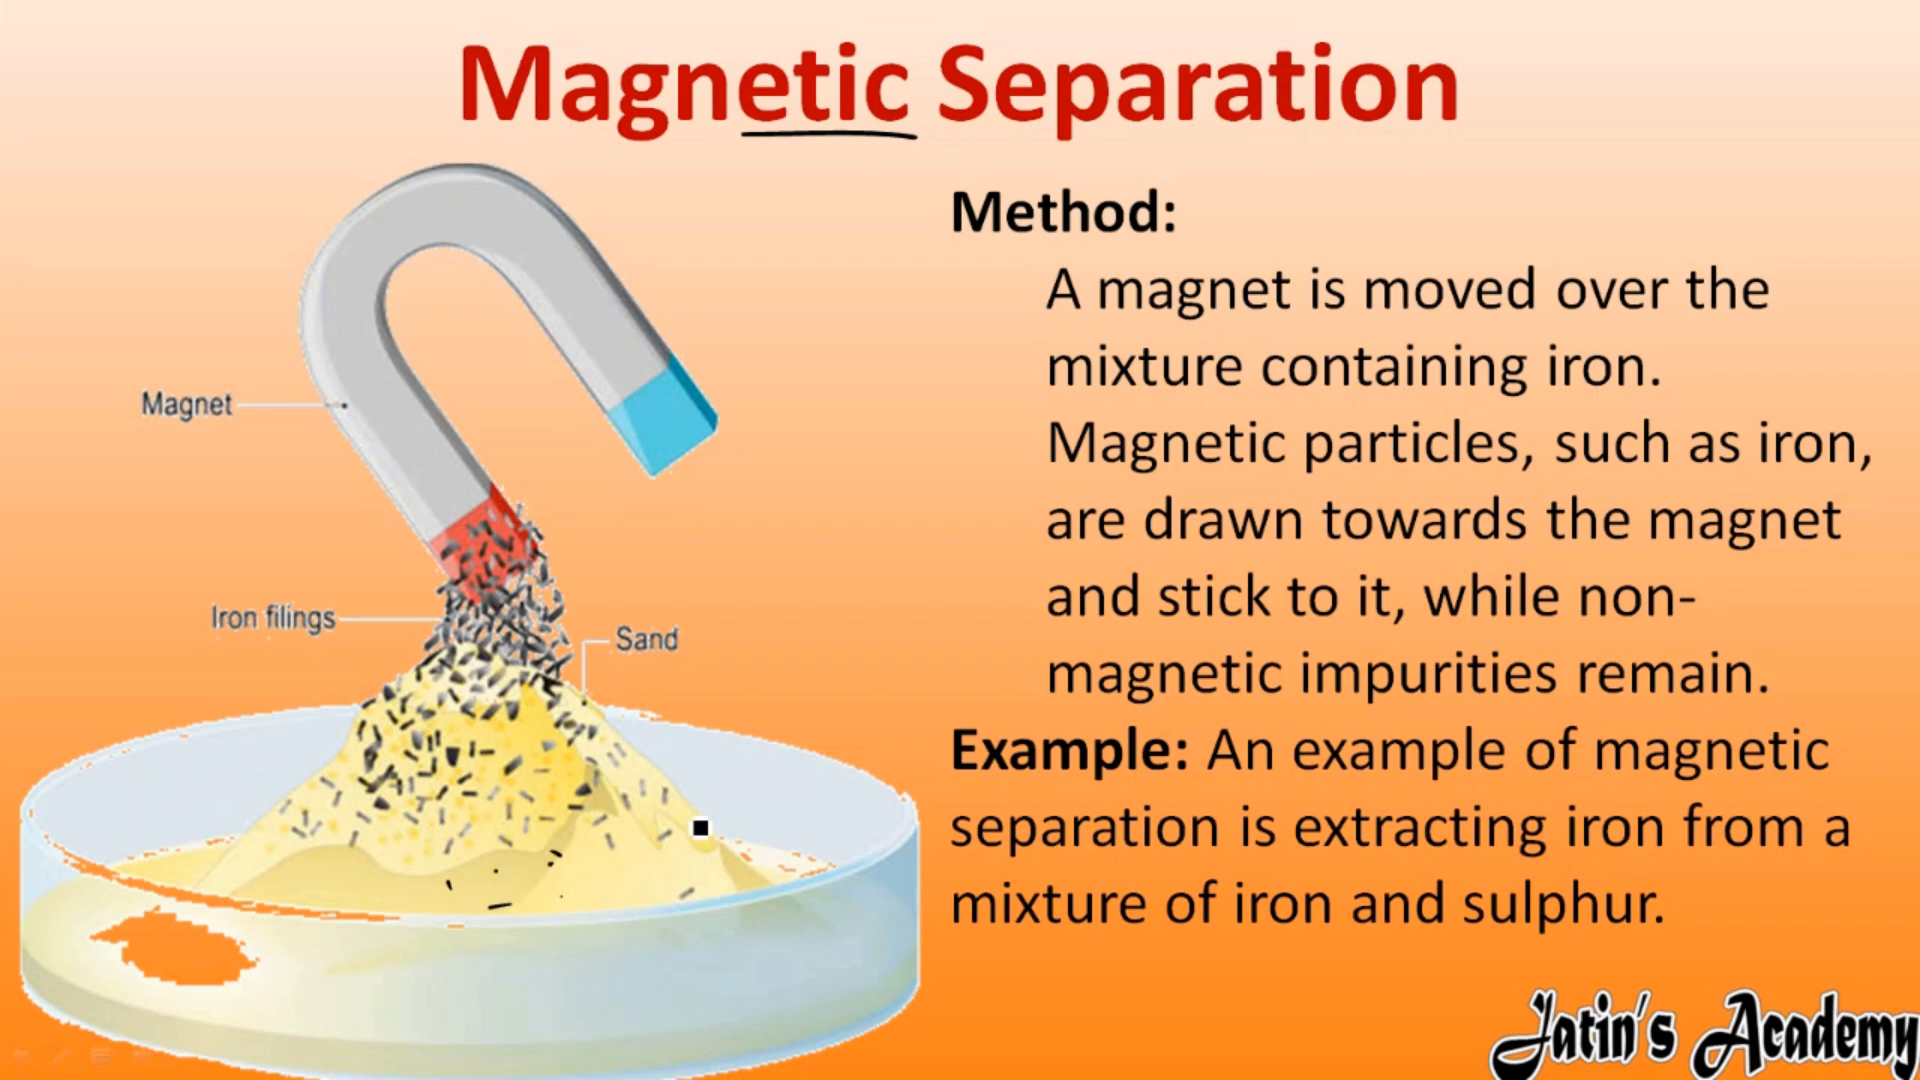 Magnetic Separation
Method:
A magnet is moved over the
mixture containing iron.
Magnetic particles, such as iron,
are drawn towards the magnet
and stick to it, while non-
magnetic impurities remain.
Example: An example of magnetic
separation is extracting iron from a
mixture of iron and sulphur.
Magnet
Iron filings
Sand
Jatin's Academy